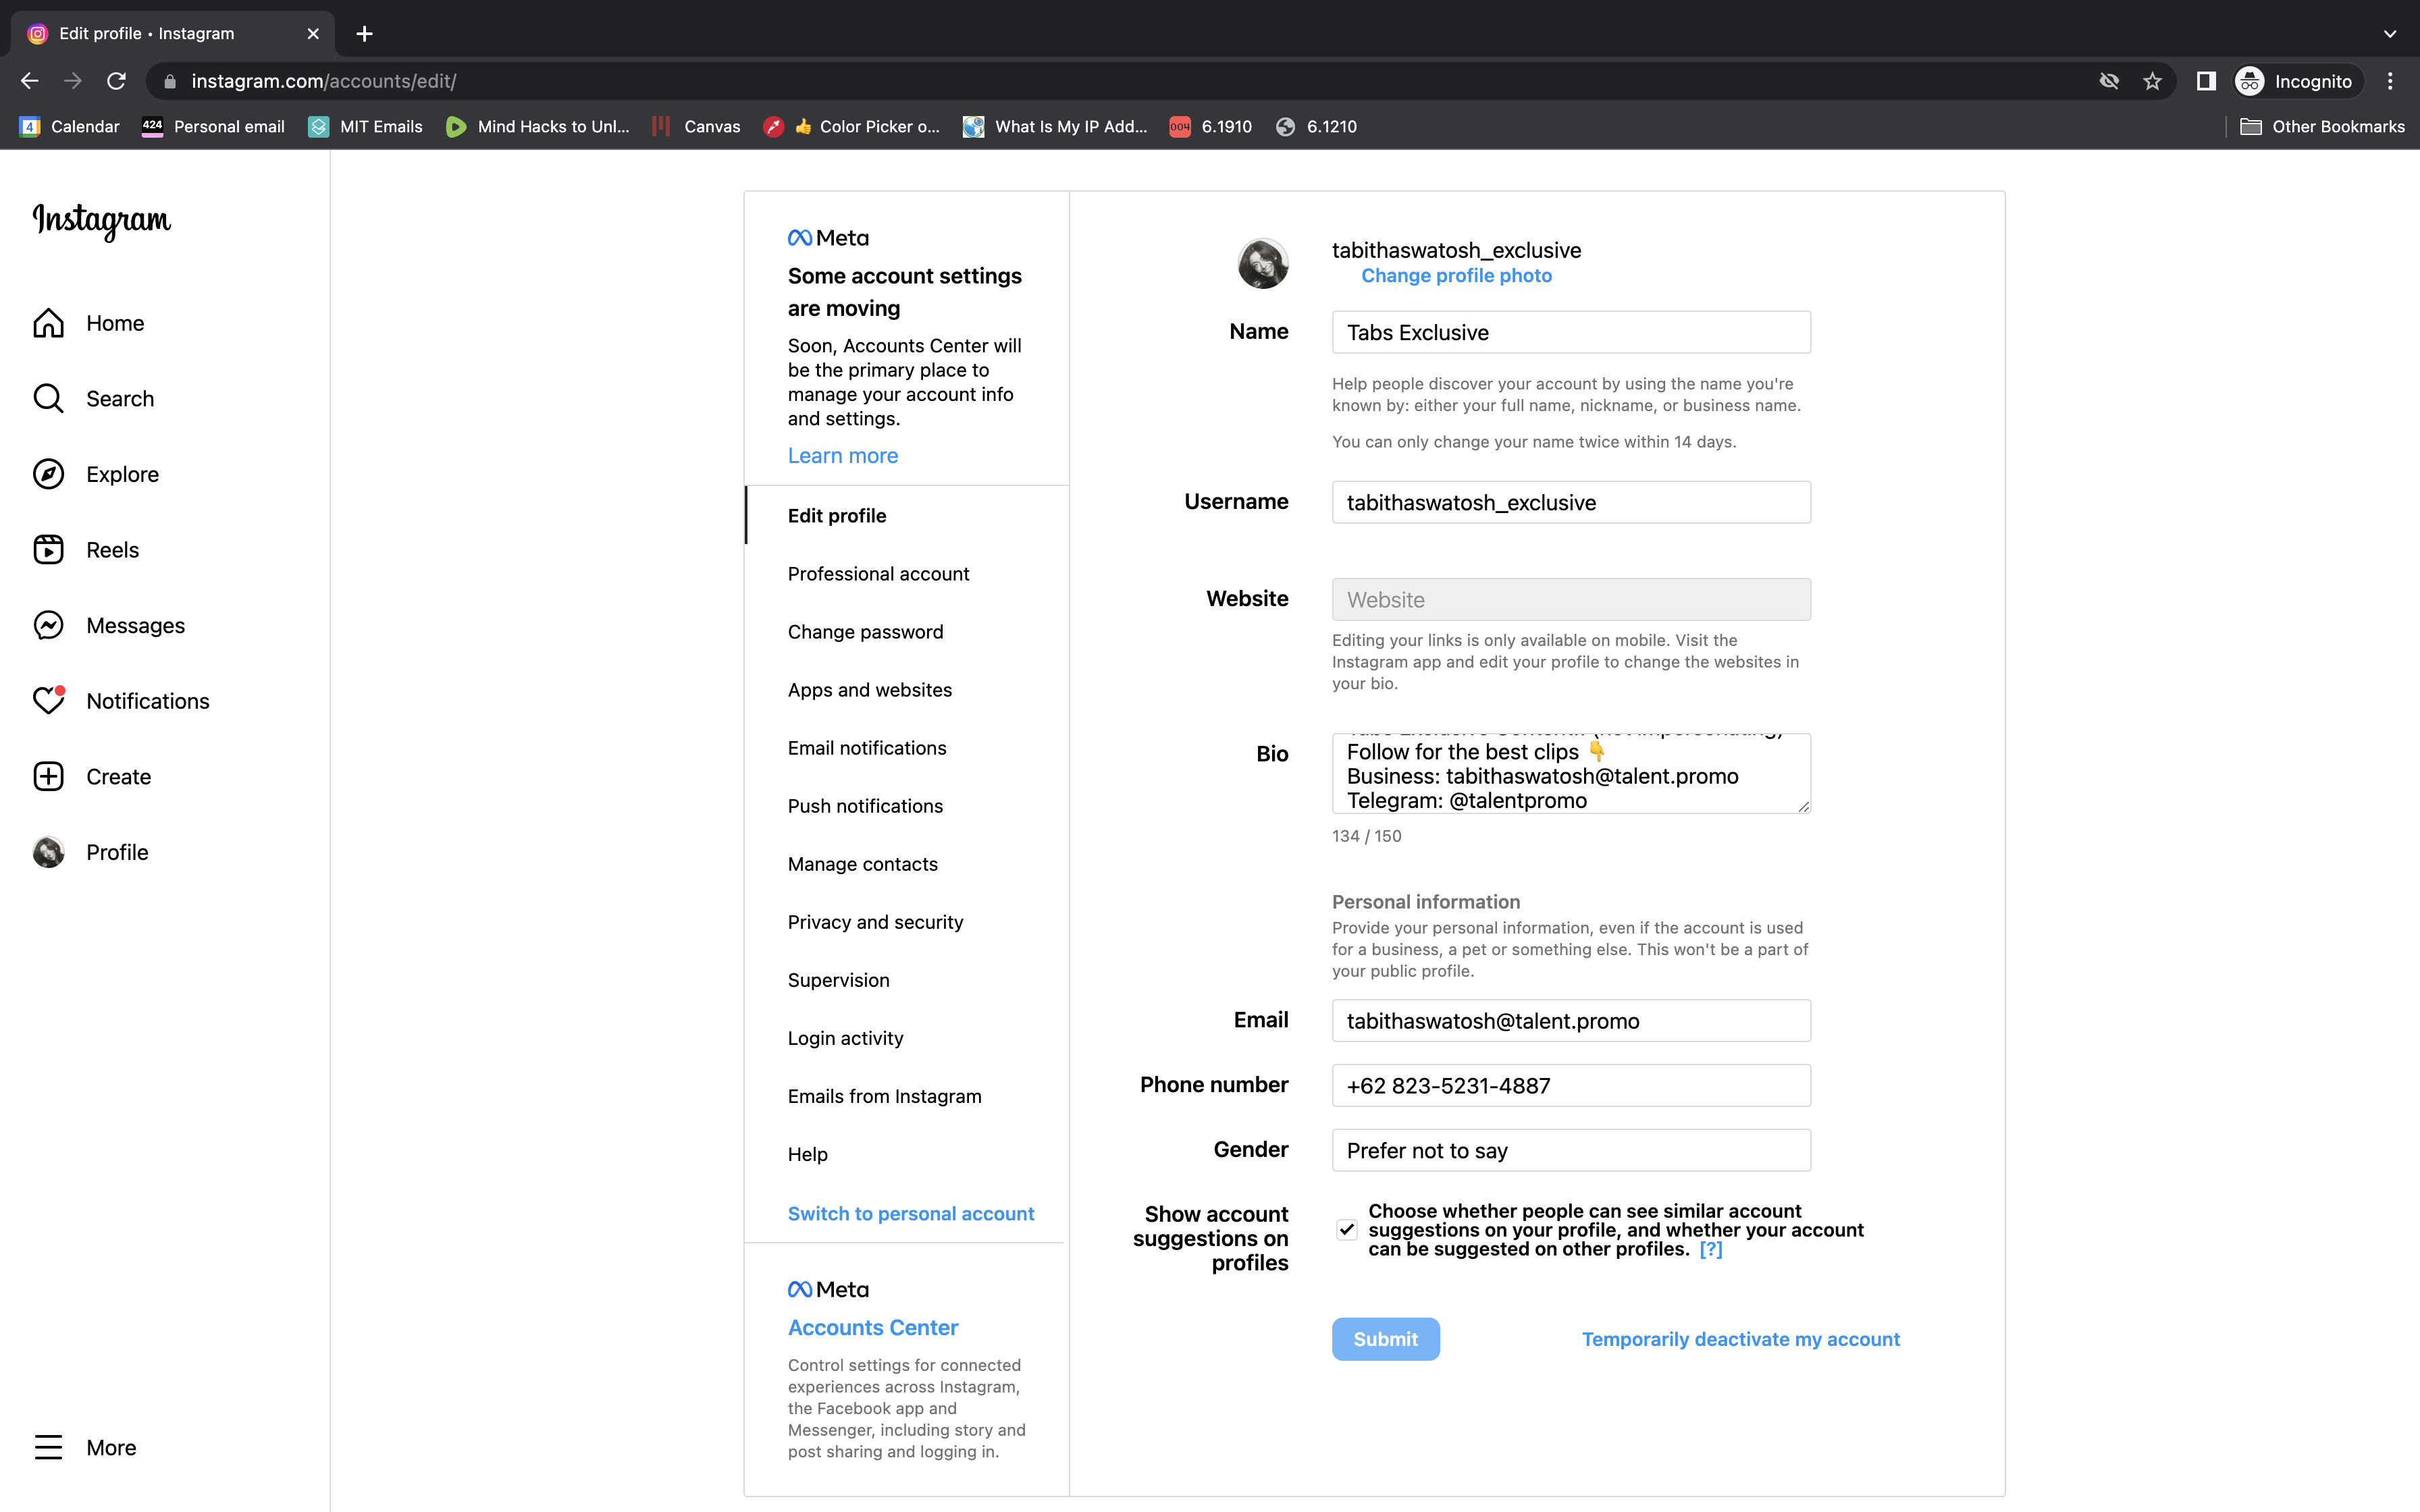 Edit profile • Instagram
instagram.com/accounts/edit/
Incognito
4 Calendar
424 Personal email
MIT Emails
Mind Hacks to Unl...
Canvas
👍 Color Picker o...
What Is My IP Add...
004 6.1910
6.1210
Other Bookmarks
Instagram
Home
Search
Explore
Reels
Messages
Notifications
Create
Profile
More
Meta
Some account settings
are moving
Soon, Accounts Center will
be the primary place to
manage your account info
and settings.
Learn more
Edit profile
Professional account
Change password
Apps and websites
Email notifications
Push notifications
Manage contacts
Privacy and security
Supervision
Login activity
Emails from Instagram
Help
Switch to personal account
Meta
Accounts Center
Control settings for connected
experiences across Instagram,
the Facebook app and
Messenger, including story and
post sharing and logging in.
tabithaswatosh_exclusive
Change profile photo
Name
Tabs Exclusive
Help people discover your account by using the name you're
known by: either your full name, nickname, or business name.
You can only change your name twice within 14 days.
Username
tabithaswatosh_exclusive
Website
Website
Editing your links is only available on mobile. Visit the
Instagram app and edit your profile to change the websites in
your bio.
Bio
Follow for the best clips 👇
Business: tabithaswatosh@talent.promo
Telegram: @talentpromo
134 / 150
Personal information
Provide your personal information, even if the account is used
for a business, a pet or something else. This won't be a part of
your public profile.
Email
tabithaswatosh@talent.promo
Phone number
+62 823-5231-4887
Gender
Prefer not to say
Show account
suggestions on
profiles
Choose whether people can see similar account
suggestions on your profile, and whether your account
can be suggested on other profiles. [?]
Submit
Temporarily deactivate my account